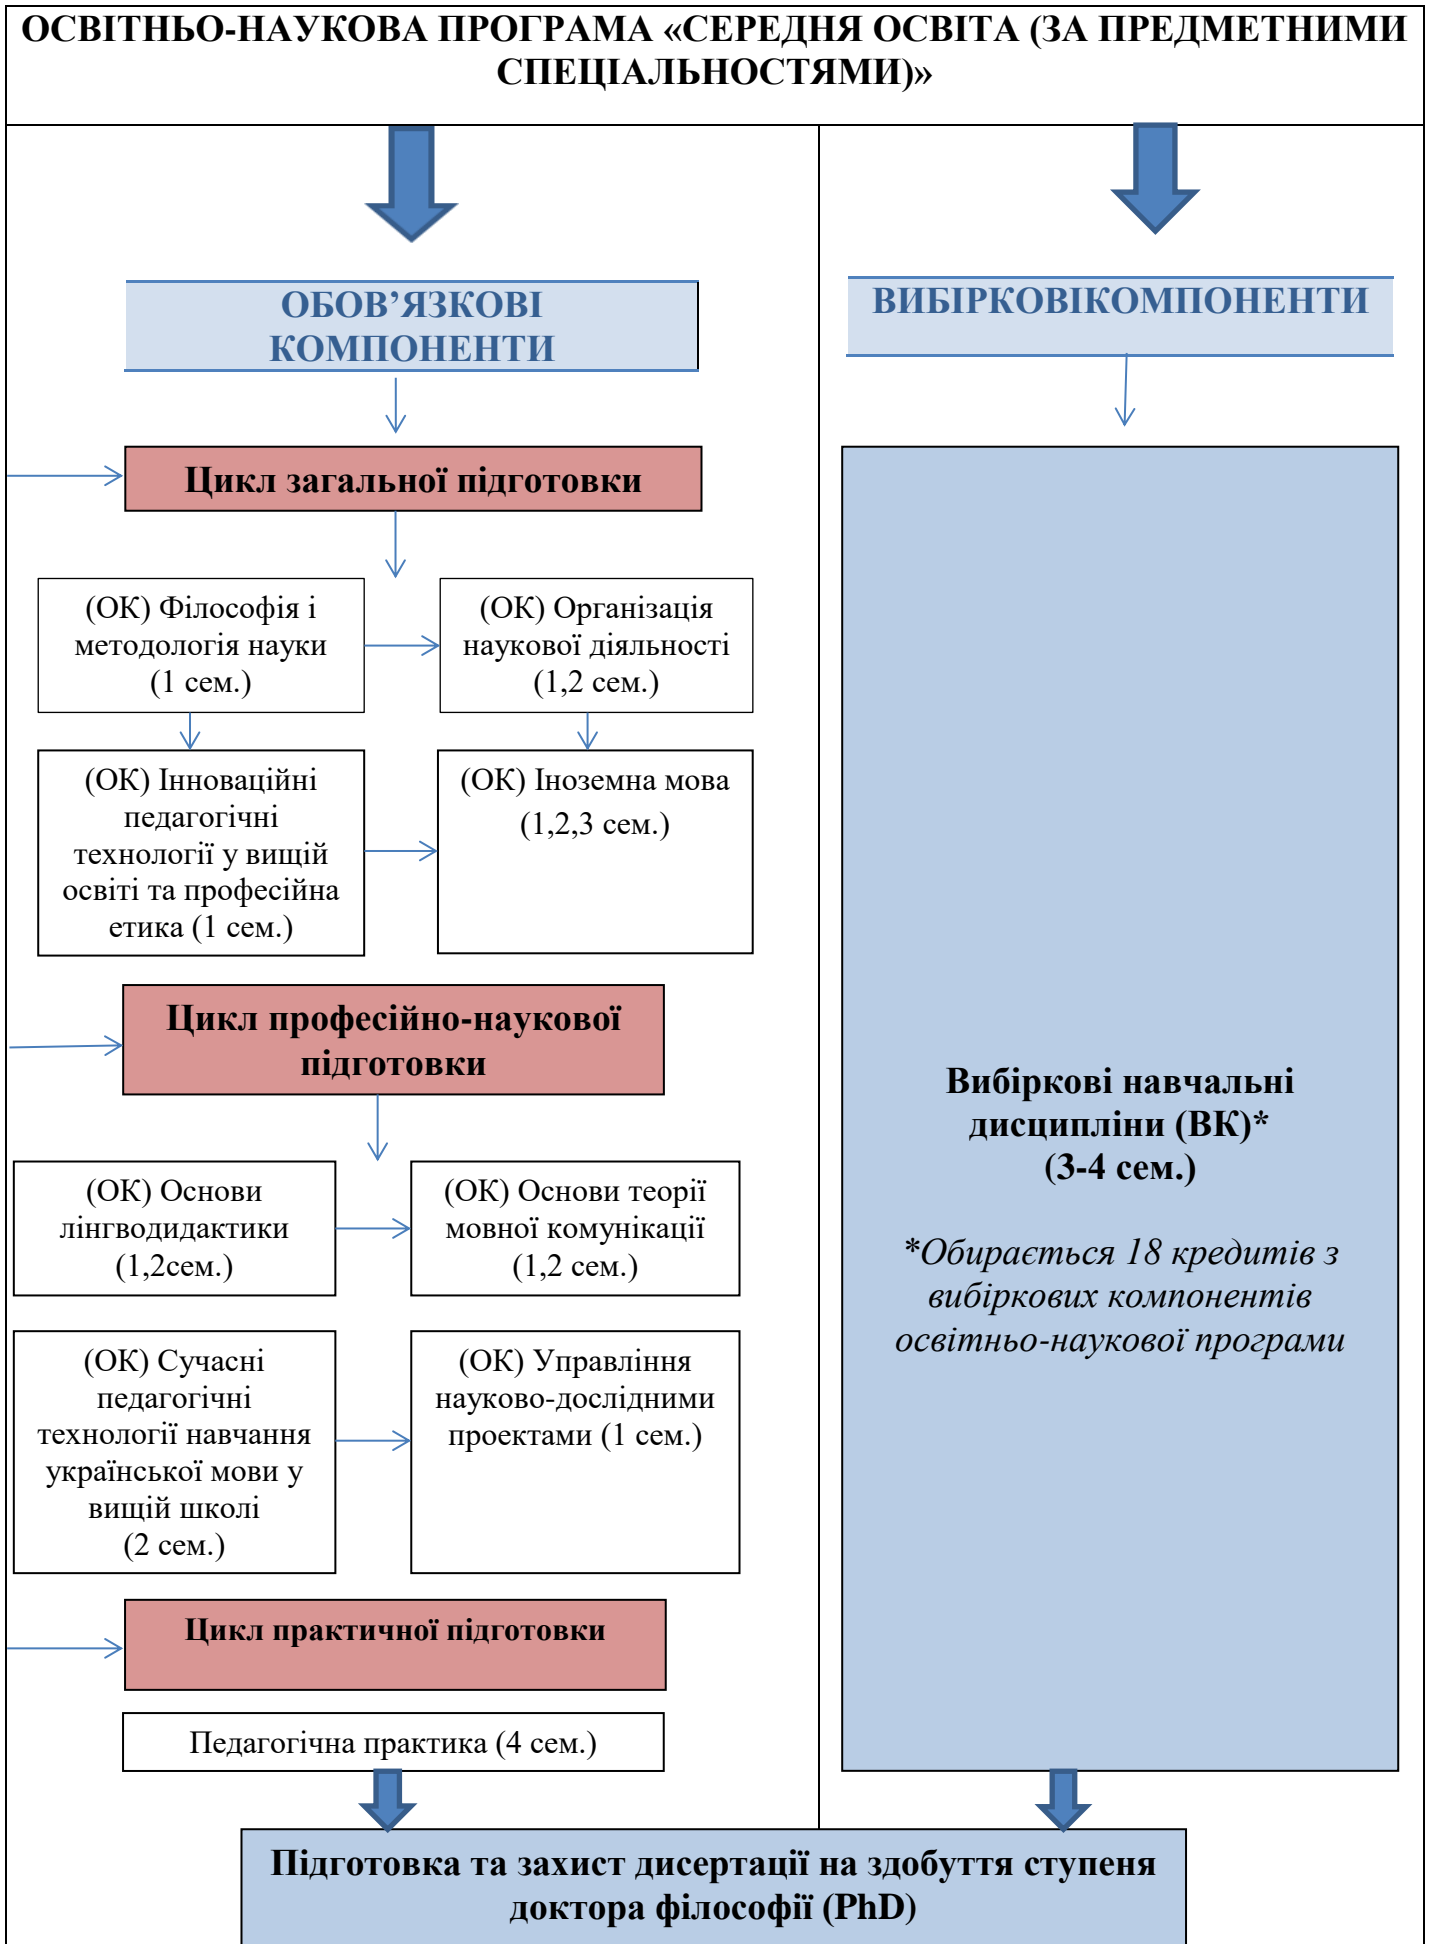 ОСВІТНЬО-НАУКОВА ПРОГРАМА «СЕРЕДНЯ ОСВІТА (ЗА ПРЕДМЕТНИМИ
СПЕЦІАЛЬНОСТЯМИ)»
ОБОВ’ЯЗКОВІ
КОМПОНЕНТИ
Цикл загальної підготовки
(ОК) Філософія і
методологія науки
(1 сем.)
(ОК) Організація
наукової діяльності
(1,2 сем.)
(ОК) Інноваційні
педагогічні
технології у вищій
освіті та професійна
етика (1 сем.)
(ОК) Іноземна мова
(1,2,3 сем.)
Цикл професійно-наукової
підготовки
(ОК) Основи
лінгводидактики
(1,2сем.)
(ОК) Основи теорії
мовної комунікації
(1,2 сем.)
(ОК) Сучасні
педагогічні
технології навчання
української мови у
вищій школі
(2 сем.)
(ОК) Управління
науково-дослідними
проектами (1 сем.)
Цикл практичної підготовки
Педагогічна практика (4 сем.)
ВИБІРКОВІКОМПОНЕНТИ
Вибіркові навчальні
дисципліни (ВК)*
(3-4 сем.)
*Обирається 18 кредитів з
вибіркових компонентів
освітньо-наукової програми
Підготовка та захист дисертації на здобуття ступеня
доктора філософії (PhD)